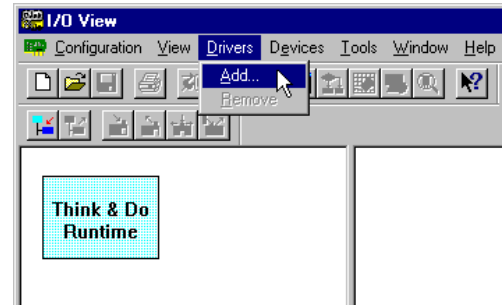 I/O View
Configuration View Drivers Devices Tools Window Help
Add...
Remove
Think & Do
Runtime